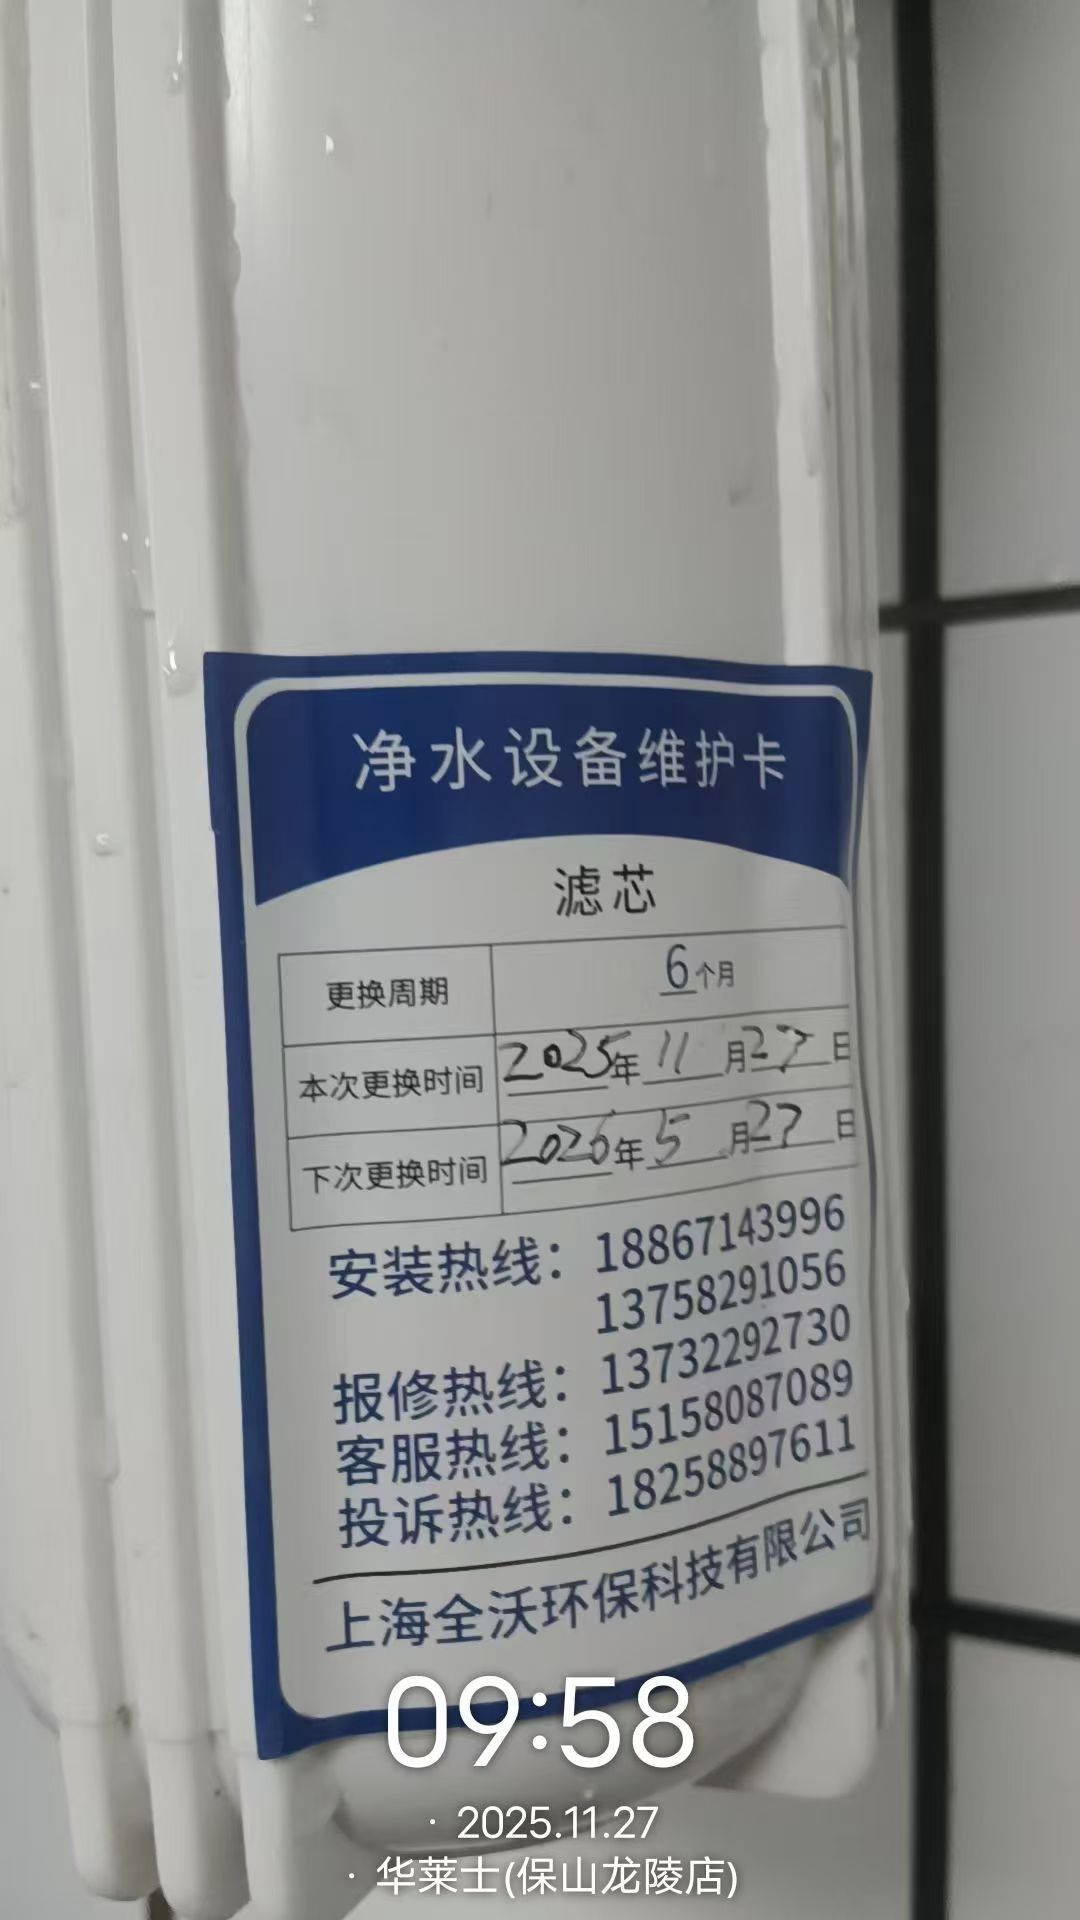 净水设备维护卡
滤芯
更换周期 6个月
本次更换时间 2025年11月27日
下次更换时间 2026年5月27日
安装热线：18867143996
13758291056
报修热线：13732292730
客服热线：15158087089
投诉热线：18258897611
上海全沃环保科技有限公司
09:58
· 2025.11.27
· 华莱士(保山龙陵店)